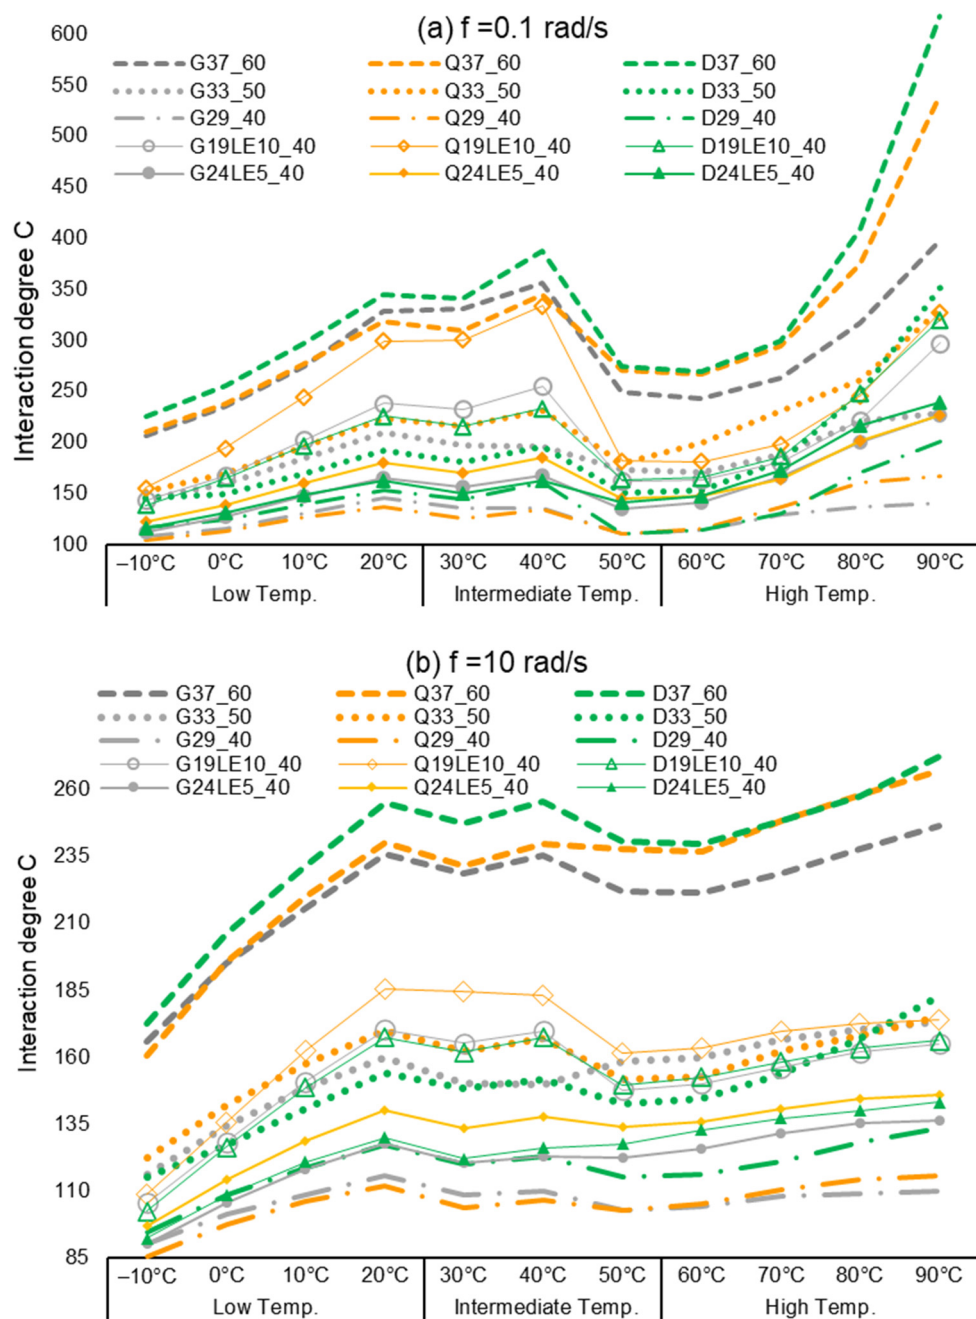 (a) f =0.1 rad/s
600
550
500
450
400
350
300
250
200
150
100
Interaction degree C
G37_60 Q37_60 D37_60
G33_50 Q33_50 D33_50
G29_40 Q29_40 D29_40
G19LE10_40 Q19LE10_40 D19LE10_40
G24LE5_40 Q24LE5_40 D24LE5_40
−10°C 0°C 10°C 20°C 30°C 40°C 50°C 60°C 70°C 80°C 90°C
Low Temp. Intermediate Temp. High Temp.
(b) f =10 rad/s
G37_60 Q37_60 D37_60
G33_50 Q33_50 D33_50
G29_40 Q29_40 D29_40
G19LE10_40 Q19LE10_40 D19LE10_40
G24LE5_40 Q24LE5_40 D24LE5_40
260
235
210
185
160
135
110
85
Interaction degree C
−10°C 0°C 10°C 20°C 30°C 40°C 50°C 60°C 70°C 80°C 90°C
Low Temp. Intermediate Temp. High Temp.